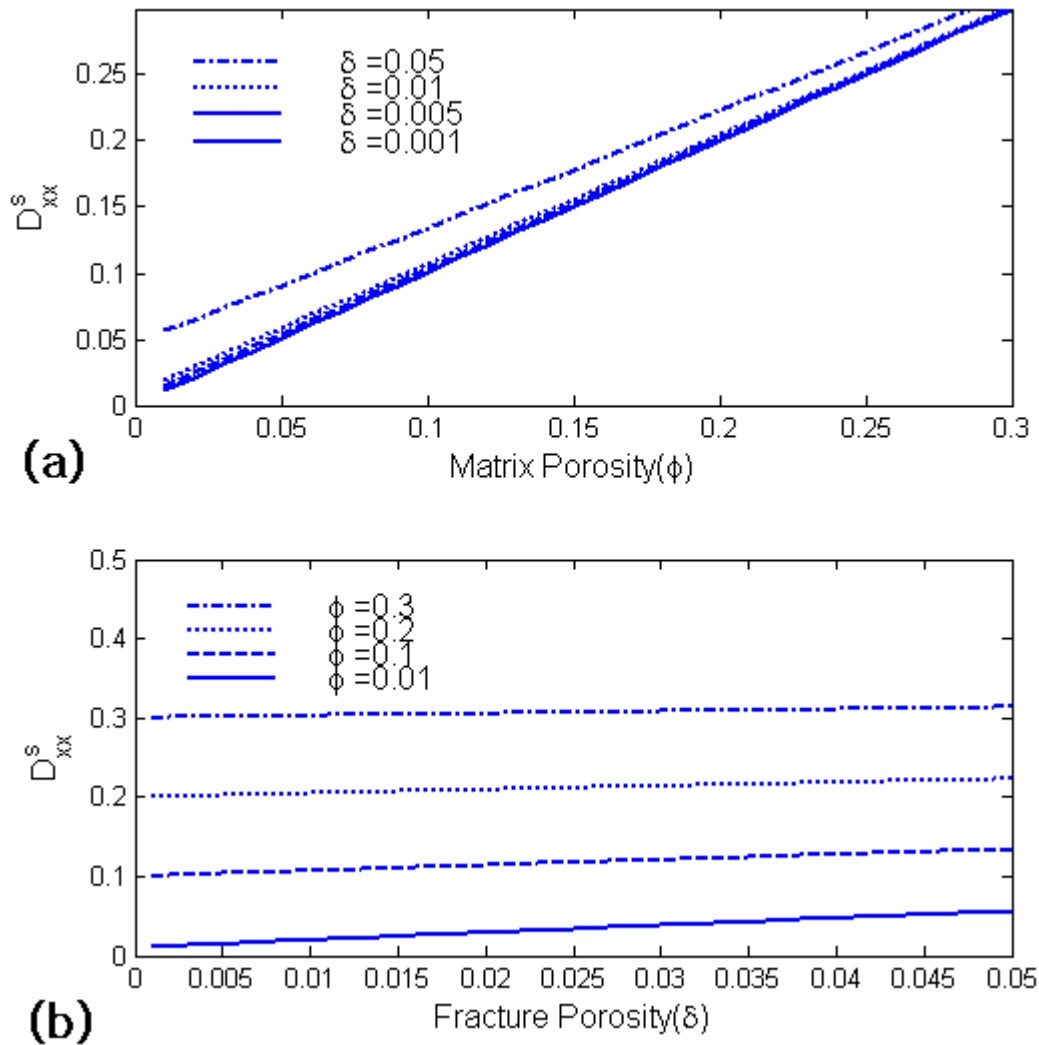 0.25
0.2
0.15
0.1
0.05
0
D^s_xx
δ =0.05
δ =0.01
δ =0.005
δ =0.001
0 0.05 0.1 0.15 0.2 0.25 0.3
Matrix Porosity(ϕ)
(a)
0.5
0.4
0.3
0.2
0.1
0
D^s_xx
ϕ =0.3
ϕ =0.2
ϕ =0.1
ϕ =0.01
0 0.005 0.01 0.015 0.02 0.025 0.03 0.035 0.04 0.045 0.05
Fracture Porosity(δ)
(b)